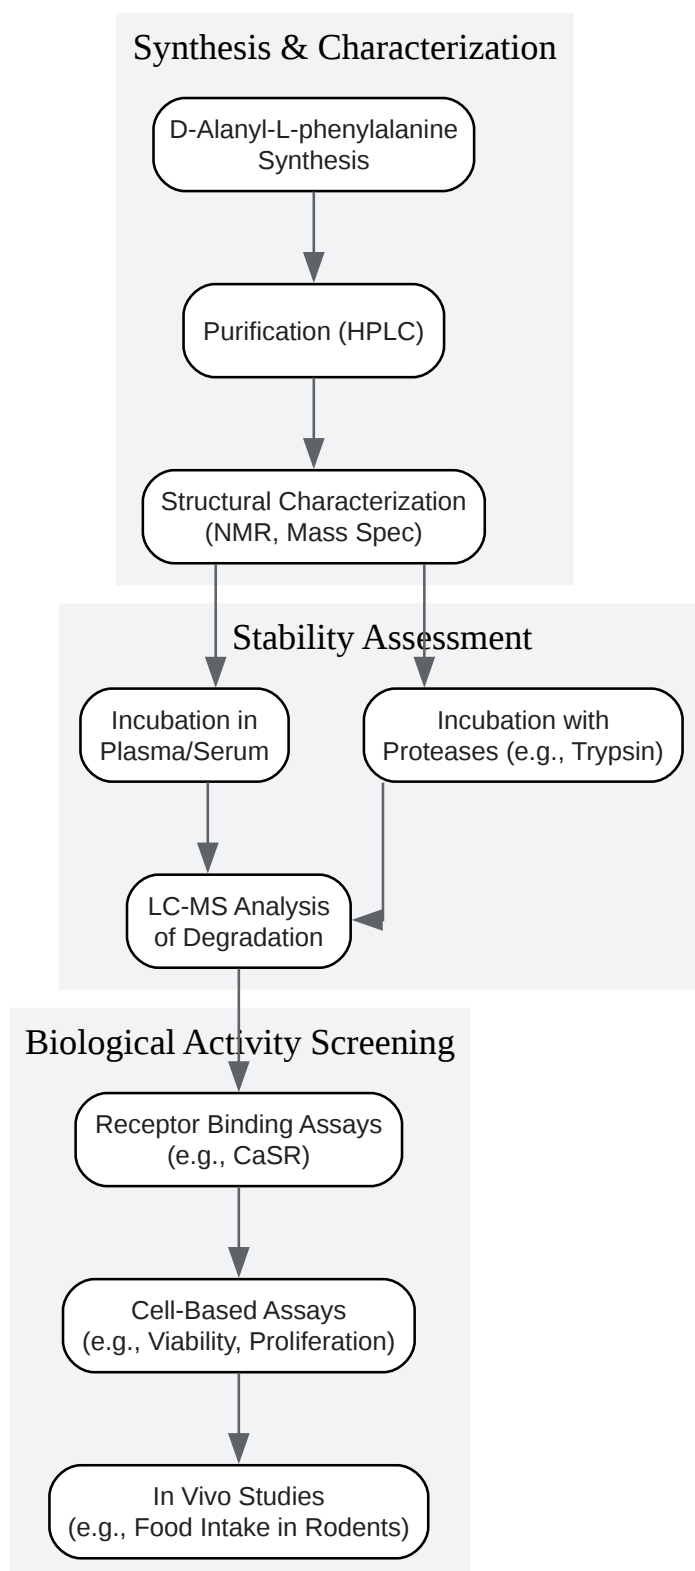 Synthesis & Characterization
D-Alanyl-L-phenylalanine
Synthesis
Purification (HPLC)
Structural Characterization
(NMR, Mass Spec)
Stability Assessment
Incubation in
Plasma/Serum
Incubation with
Proteases (e.g., Trypsin)
LC-MS Analysis
of Degradation
Biological Activity Screening
Receptor Binding Assays
(e.g., CaSR)
Cell-Based Assays
(e.g., Viability, Proliferation)
In Vivo Studies
(e.g., Food Intake in Rodents)